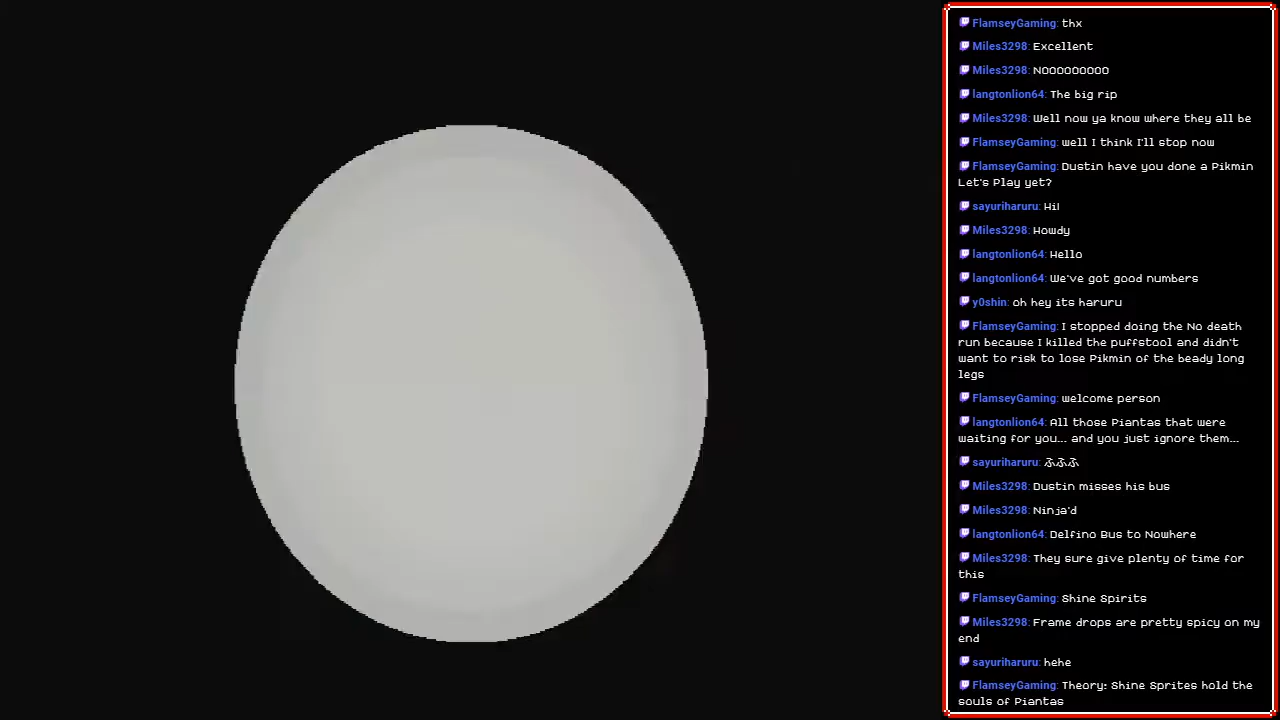 FlamseyGaming: thx
Miles3298: Excellent
Miles3298: NOOOOOOOOO
langtonlion64: The big rip
Miles3298: Well now ya know where they all be
FlamseyGaming: well I think I'll stop now
FlamseyGaming: Dustin have you done a Pikmin
Let's Play yet?
sayuriharuru: Hi!
Miles3298: Howdy
langtonlion64: Hello
langtonlion64: We've got good numbers
y0shin: oh hey its haruru
FlamseyGaming: I stopped doing the No death
run because I killed the puffstool and didn't
want to risk to lose Pikmin of the beady long
legs
FlamseyGaming: welcome person
langtonlion64: All those Piantas that were
waiting for you... and you just ignore them...
sayuriharuru: ふふふ
Miles3298: Dustin misses his bus
Miles3298: Ninja'd
langtonlion64: Delfino Bus to Nowhere
Miles3298: They sure give plenty of time for
this
FlamseyGaming: Shine Spirits
Miles3298: Frame drops are pretty spicy on my
end
sayuriharuru: hehe
FlamseyGaming: Theory: Shine Sprites hold the
souls of Piantas